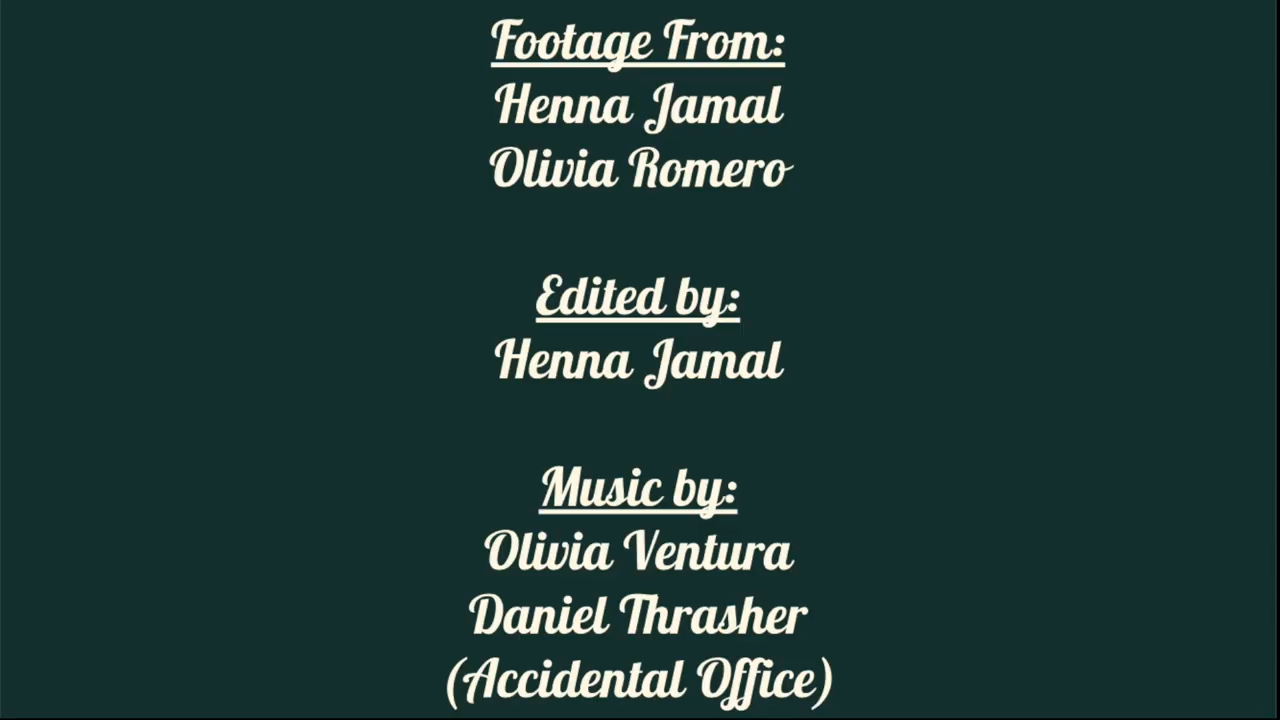 Footage From:
Henna Jamal
Olivia Romero
Edited by:
Henna Jamal
Music by:
Olivia Ventura
Daniel Thrasher
(Accidental Office)